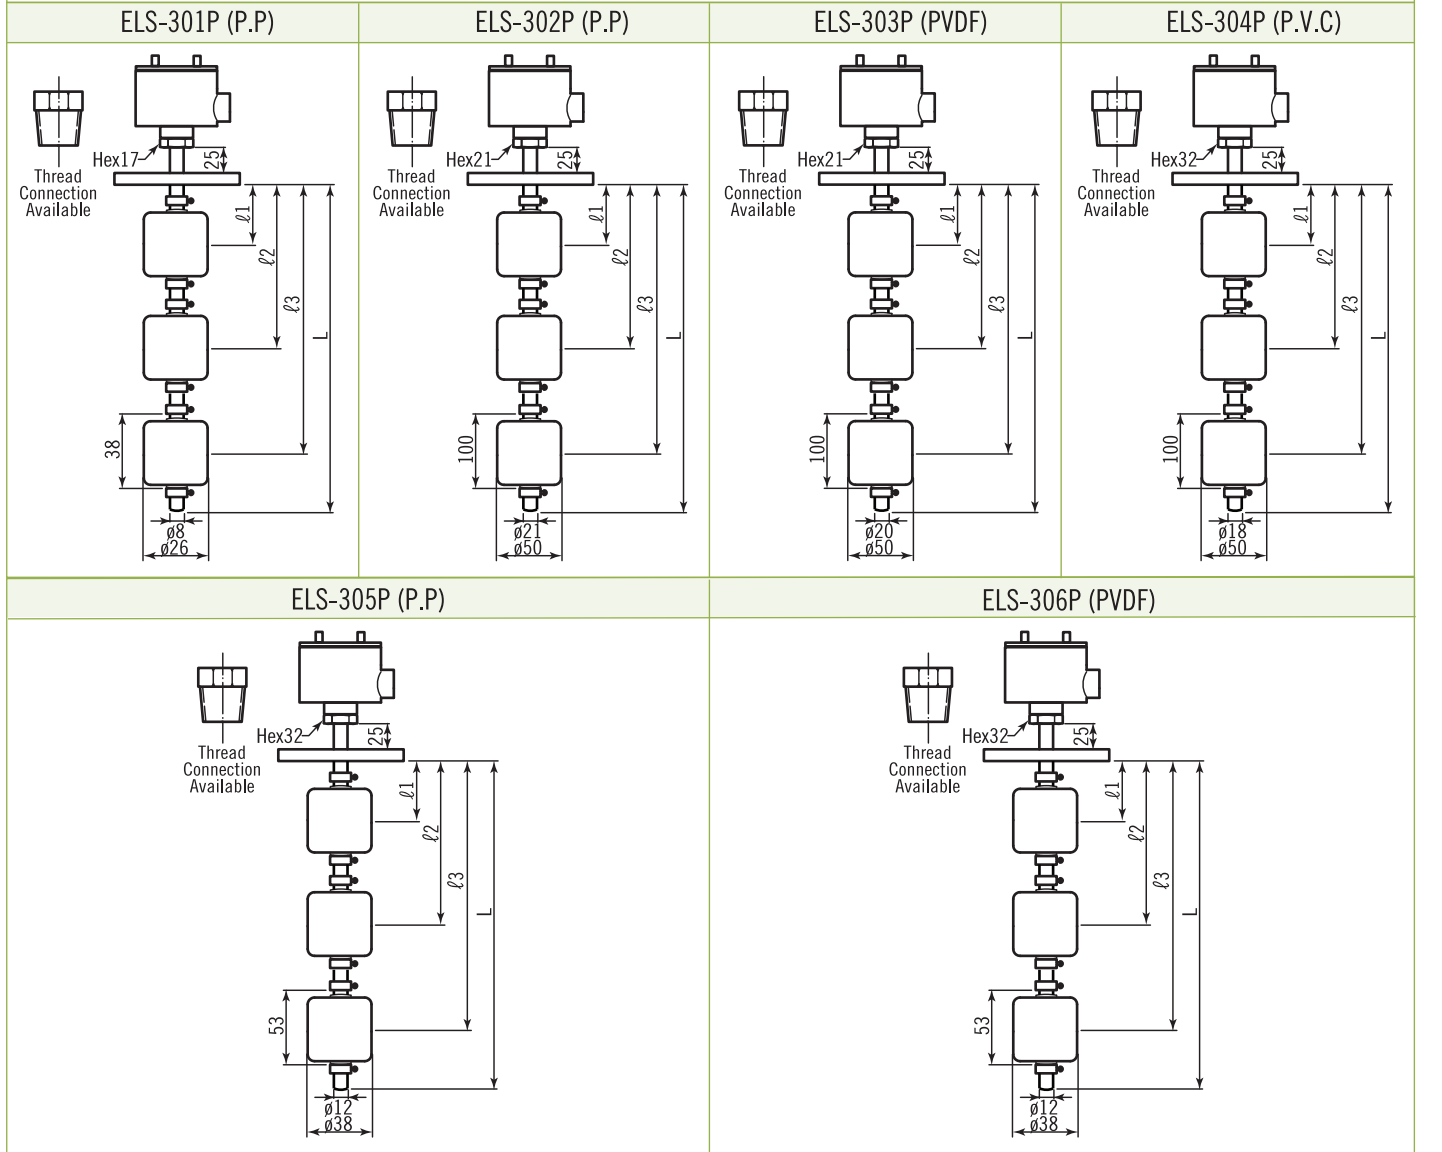 ELS-301P (P.P)
ELS-302P (P.P)
ELS-303P (PVDF)
ELS-304P (P.V.C)
Hex17
25
Thread
Connection
Available
ℓ1
ℓ2
ℓ3
L
38
ø8
ø26
Hex21
25
Thread
Connection
Available
ℓ1
ℓ2
ℓ3
L
100
ø21
ø50
Hex21
25
Thread
Connection
Available
ℓ1
ℓ2
ℓ3
L
100
ø20
ø50
Hex32
25
Thread
Connection
Available
ℓ1
ℓ2
ℓ3
L
100
ø18
ø50
ELS-305P (P.P)
ELS-306P (PVDF)
Hex32
25
Thread
Connection
Available
ℓ1
ℓ2
ℓ3
L
53
ø12
ø38
Hex32
25
Thread
Connection
Available
ℓ1
ℓ2
ℓ3
L
53
ø12
ø38